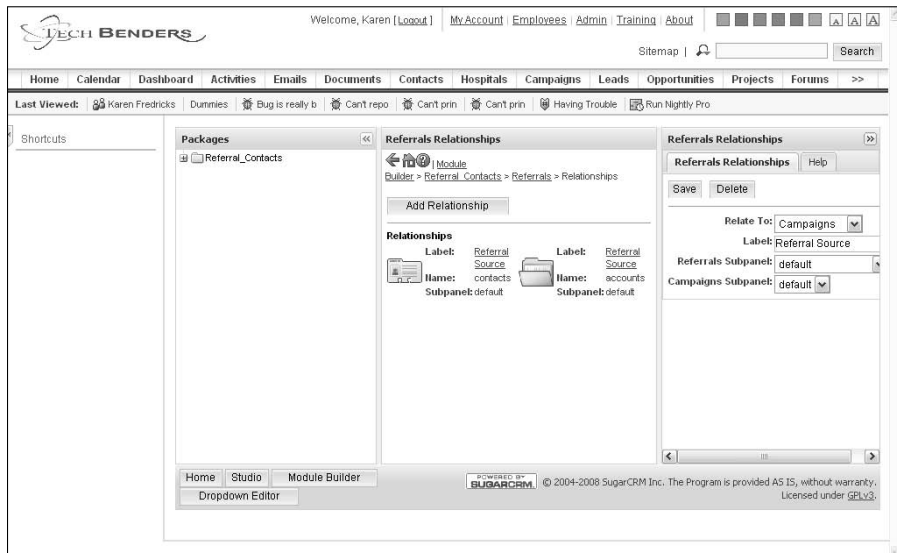 TECH BENDERS
Welcome, Karen [ Logout ] My Account | Employees | Admin | Training | About A A A
Sitemap | Search
Home Calendar Dashboard Activities Emails Documents Contacts Hospitals Campaigns Leads Opportunities Projects Forums >>
Last Viewed: Karen Fredricks Dummies Bug is really b Can't repo Can't prin Can't prin Having Trouble Run Nightly Pro
Shortcuts
Packages <<
Referral_Contacts
Referrals Relationships
| Module
Builder > Referral_Contacts > Referrals > Relationships
Add Relationship
Relationships
Label: Referral Source
Name: contacts
Subpanel: default
Label: Referral Source
Name: accounts
Subpanel: default
Referrals Relationships >>
Referrals Relationships Help
Save Delete
Relate To: Campaigns
Label: Referral Source
Referrals Subpanel: default
Campaigns Subpanel: default
Home Studio Module Builder
Dropdown Editor
POWERED BY SUGARCRM. © 2004-2008 SugarCRM Inc. The Program is provided AS IS, without warranty.
Licensed under GPLv3.